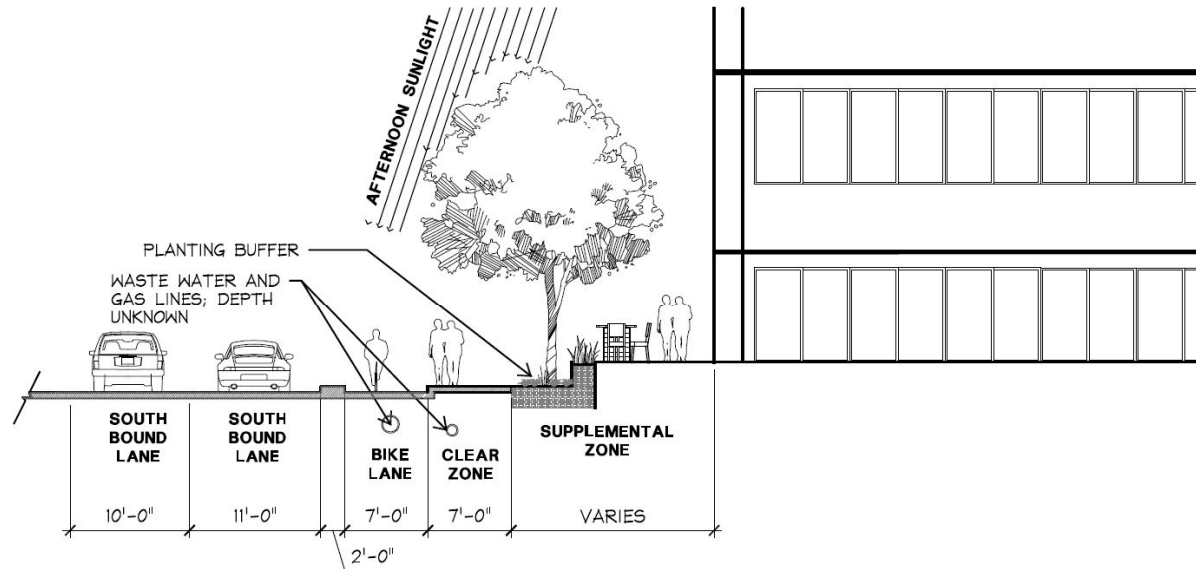 AFTERNOON SUNLIGHT
PLANTING BUFFER
WASTE WATER AND
GAS LINES; DEPTH
UNKNOWN
SOUTH
BOUND
LANE
SOUTH
BOUND
LANE
BIKE
LANE
CLEAR
ZONE
SUPPLEMENTAL
ZONE
10'-0"
11'-0"
2'-0"
7'-0"
7'-0"
VARIES